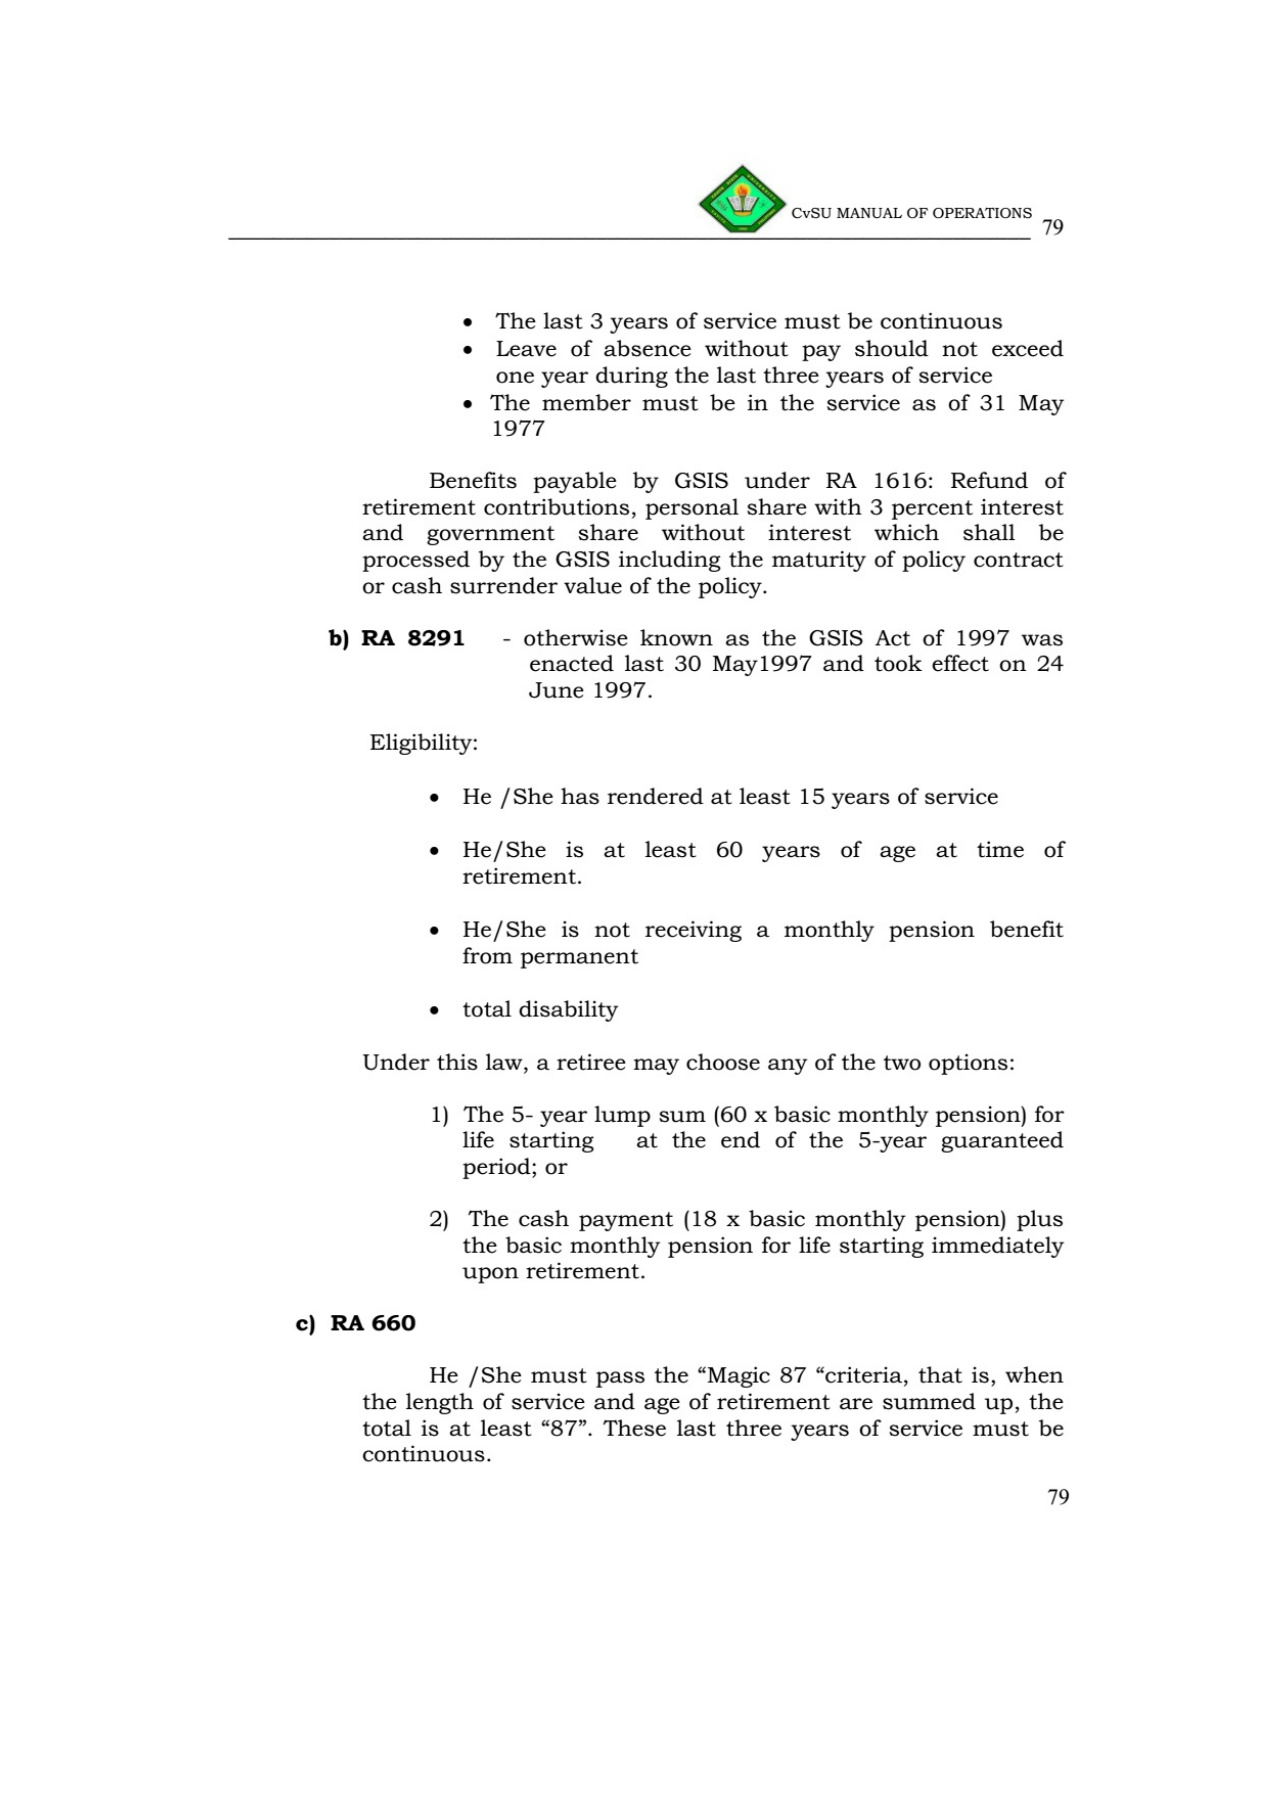 CvSU MANUAL OF OPERATIONS 79
• The last 3 years of service must be continuous
• Leave of absence without pay should not exceed
one year during the last three years of service
• The member must be in the service as of 31 May
1977
Benefits payable by GSIS under RA 1616: Refund of
retirement contributions, personal share with 3 percent interest
and government share without interest which shall be
processed by the GSIS including the maturity of policy contract
or cash surrender value of the policy.
b) RA 8291 - otherwise known as the GSIS Act of 1997 was
enacted last 30 May1997 and took effect on 24
June 1997.
Eligibility:
• He /She has rendered at least 15 years of service
• He/She is at least 60 years of age at time of
retirement.
• He/She is not receiving a monthly pension benefit
from permanent
• total disability
Under this law, a retiree may choose any of the two options:
1) The 5- year lump sum (60 x basic monthly pension) for
life starting at the end of the 5-year guaranteed
period; or
2) The cash payment (18 x basic monthly pension) plus
the basic monthly pension for life starting immediately
upon retirement.
c) RA 660
He /She must pass the “Magic 87 “criteria, that is, when
the length of service and age of retirement are summed up, the
total is at least “87”. These last three years of service must be
continuous.
79